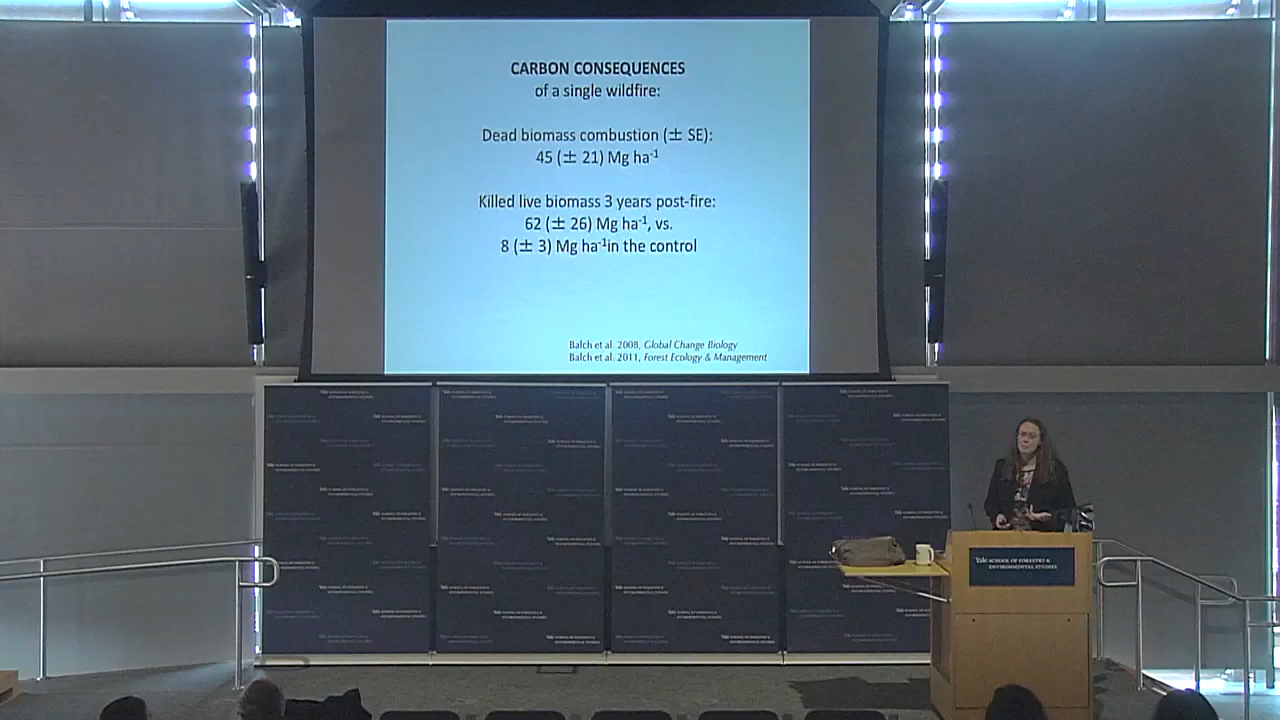 CARBON CONSEQUENCES
of a single wildfire:
Dead biomass combustion (± SE):
45 (± 21) Mg ha⁻¹
Killed live biomass 3 years post-fire:
62 (± 26) Mg ha⁻¹, vs.
8 (± 3) Mg ha⁻¹in the control
Balch et al. 2008, Global Change Biology
Balch et al. 2011, Forest Ecology & Management
Yale SCHOOL OF FORESTRY &
ENVIRONMENTAL STUDIES